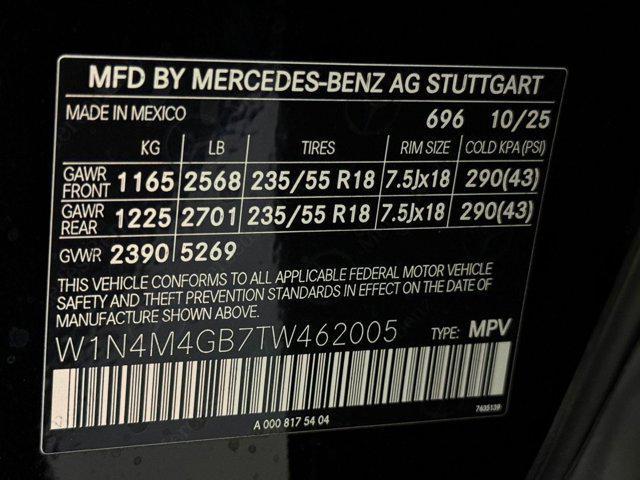 MFD BY MERCEDES-BENZ AG STUTTGART
MADE IN MEXICO 696 10/25
KG LB TIRES RIM SIZE COLD KPA(PSI)
GAWR FRONT 1165 2568 235/55 R18 7.5Jx18 290(43)
GAWR REAR 1225 2701 235/55 R18 7.5Jx18 290(43)
GVWR 2390 5269
THIS VEHICLE CONFORMS TO ALL APPLICABLE FEDERAL MOTOR VEHICLE
SAFETY AND THEFT PREVENTION STANDARDS IN EFFECT ON THE DATE OF
MANUFACTURE SHOWN ABOVE.
W1N4M4GB7TW462005 TYPE: MPV
A 000 817 54 04 7435139